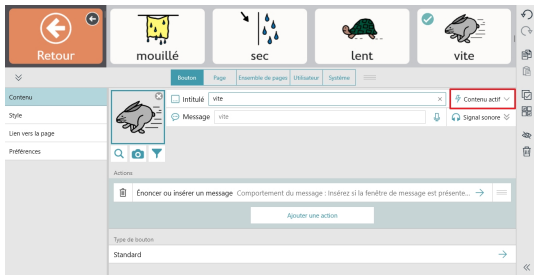 Retour
mouillé
sec
lent
vite
Bouton Page Ensemble de pages Utilisateur Système
Contenu
Style
Lien vers la page
Préférences
Intitulé vite × Contenu actif
Message vite Signal sonore
Actions
Énoncer ou insérer un message Comportement du message : Insérez si la fenêtre de message est présente...
Ajouter une action
Type de bouton
Standard